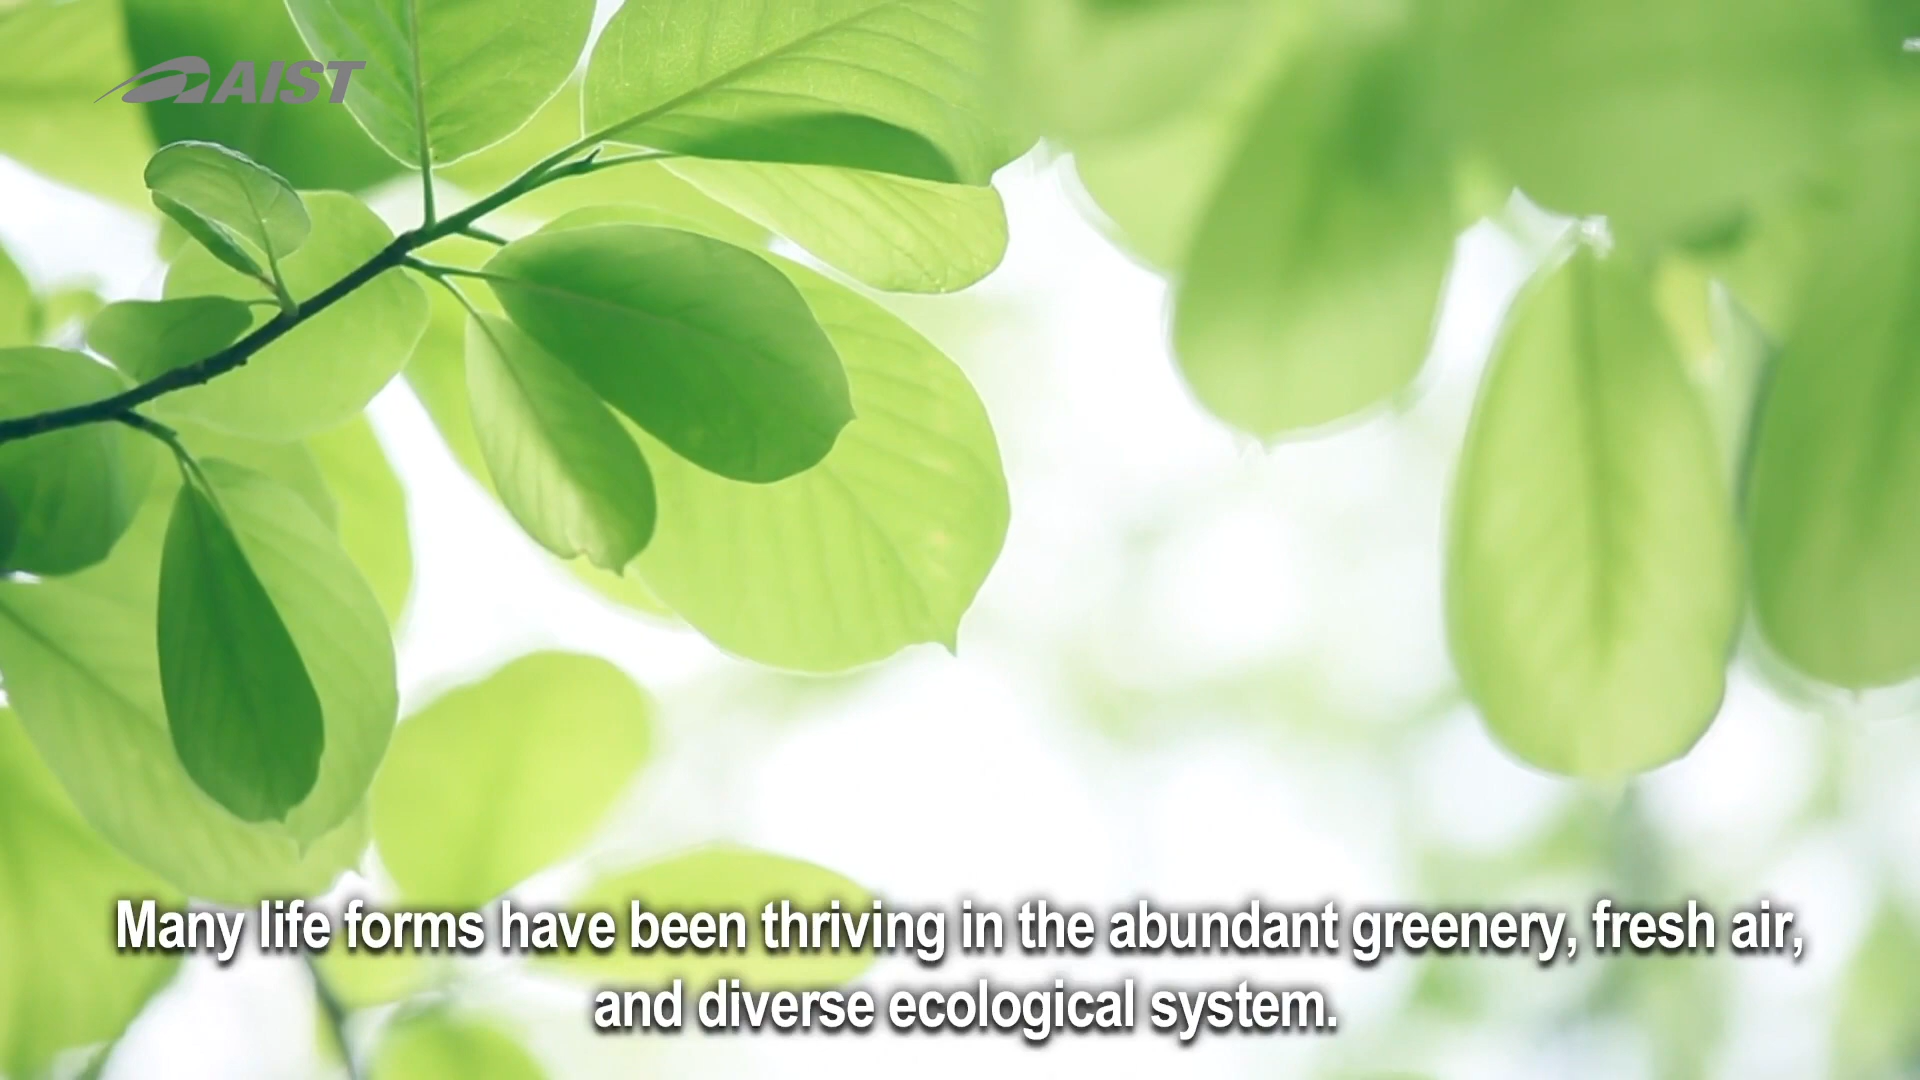 AIST
Many life forms have been thriving in the abundant greenery, fresh air,
and diverse ecological system.